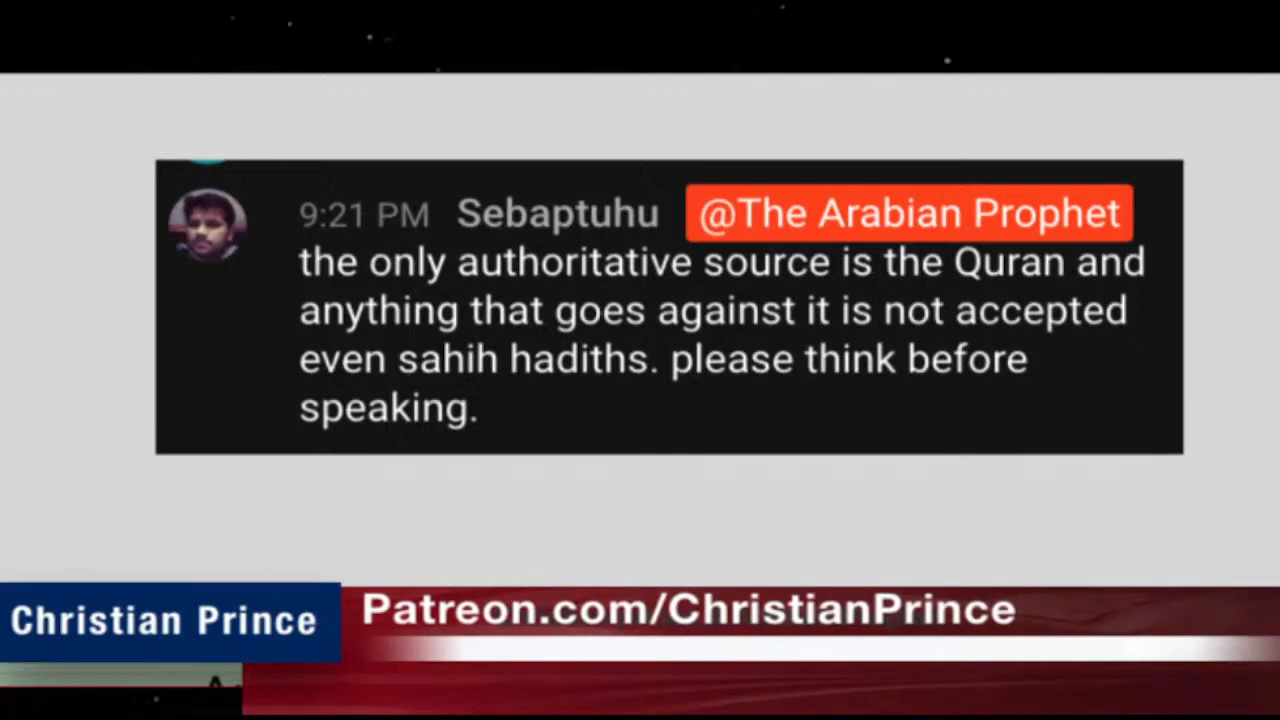 9:21 PM Sebaptuhu @The Arabian Prophet
the only authoritative source is the Quran and
anything that goes against it is not accepted
even sahih hadiths. please think before
speaking.
Christian Prince
Patreon.com/ChristianPrince